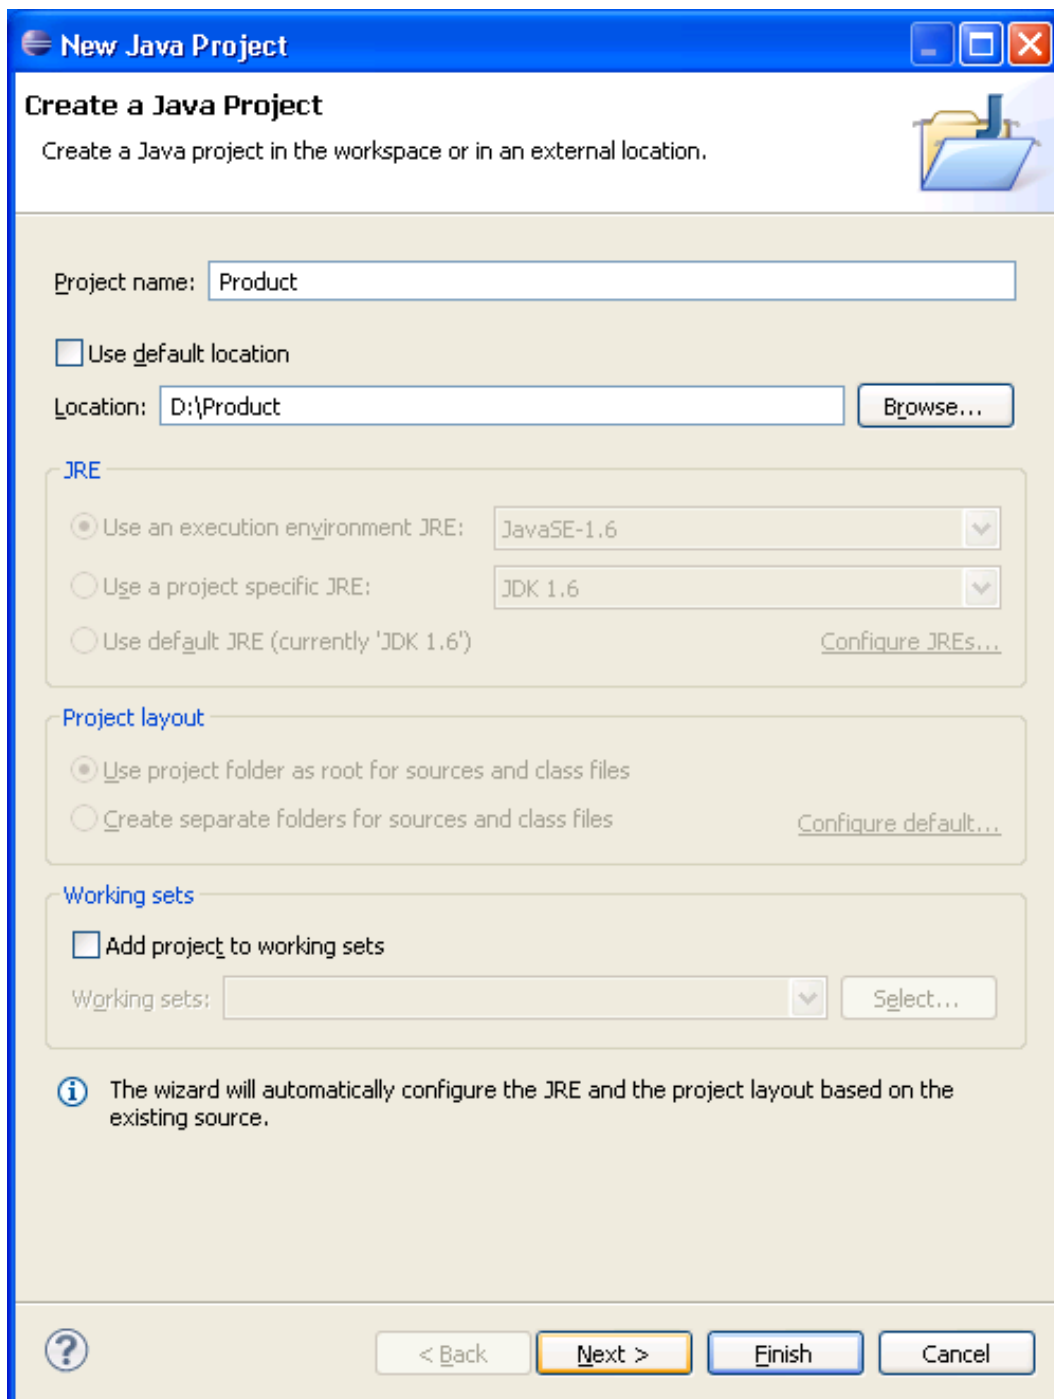 New Java Project
Create a Java Project
Create a Java project in the workspace or in an external location.
Project name: Product
Use default location
Location: D:\Product Browse...
JRE
Use an execution environment JRE: JavaSE-1.6
Use a project specific JRE: JDK 1.6
Use default JRE (currently 'JDK 1.6') Configure JREs...
Project layout
Use project folder as root for sources and class files
Create separate folders for sources and class files Configure default...
Working sets
Add project to working sets
Working sets: Select...
The wizard will automatically configure the JRE and the project layout based on the
existing source.
? < Back Next > Finish Cancel